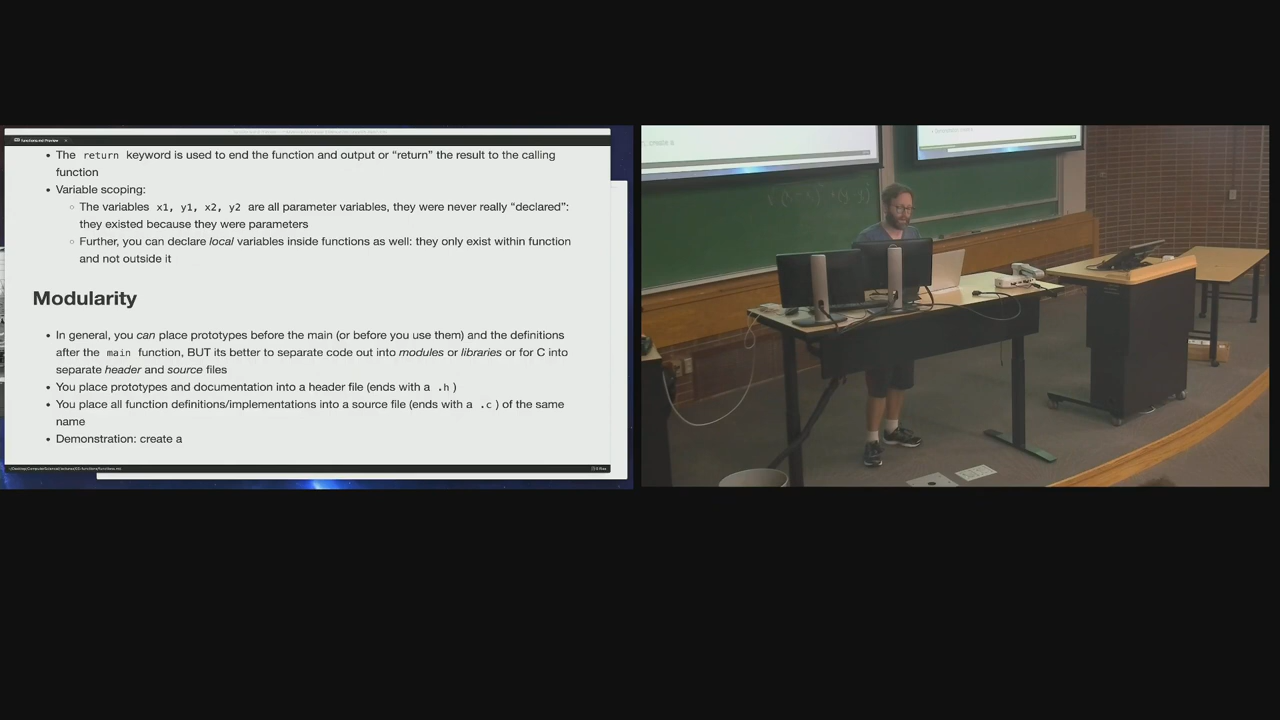 Functions.md Preview
• The return keyword is used to end the function and output or “return” the result to the calling
function
• Variable scoping:
◦ The variables x1, y1, x2, y2 are all parameter variables, they were never really “declared”:
they existed because they were parameters
◦ Further, you can declare local variables inside functions as well: they only exist within function
and not outside it
Modularity
• In general, you can place prototypes before the main (or before you use them) and the definitions
after the main function, BUT its better to separate code out into modules or libraries or for C into
separate header and source files
• You place prototypes and documentation into a header file (ends with a .h )
• You place all function definitions/implementations into a source file (ends with a .c ) of the same
name
• Demonstration: create a